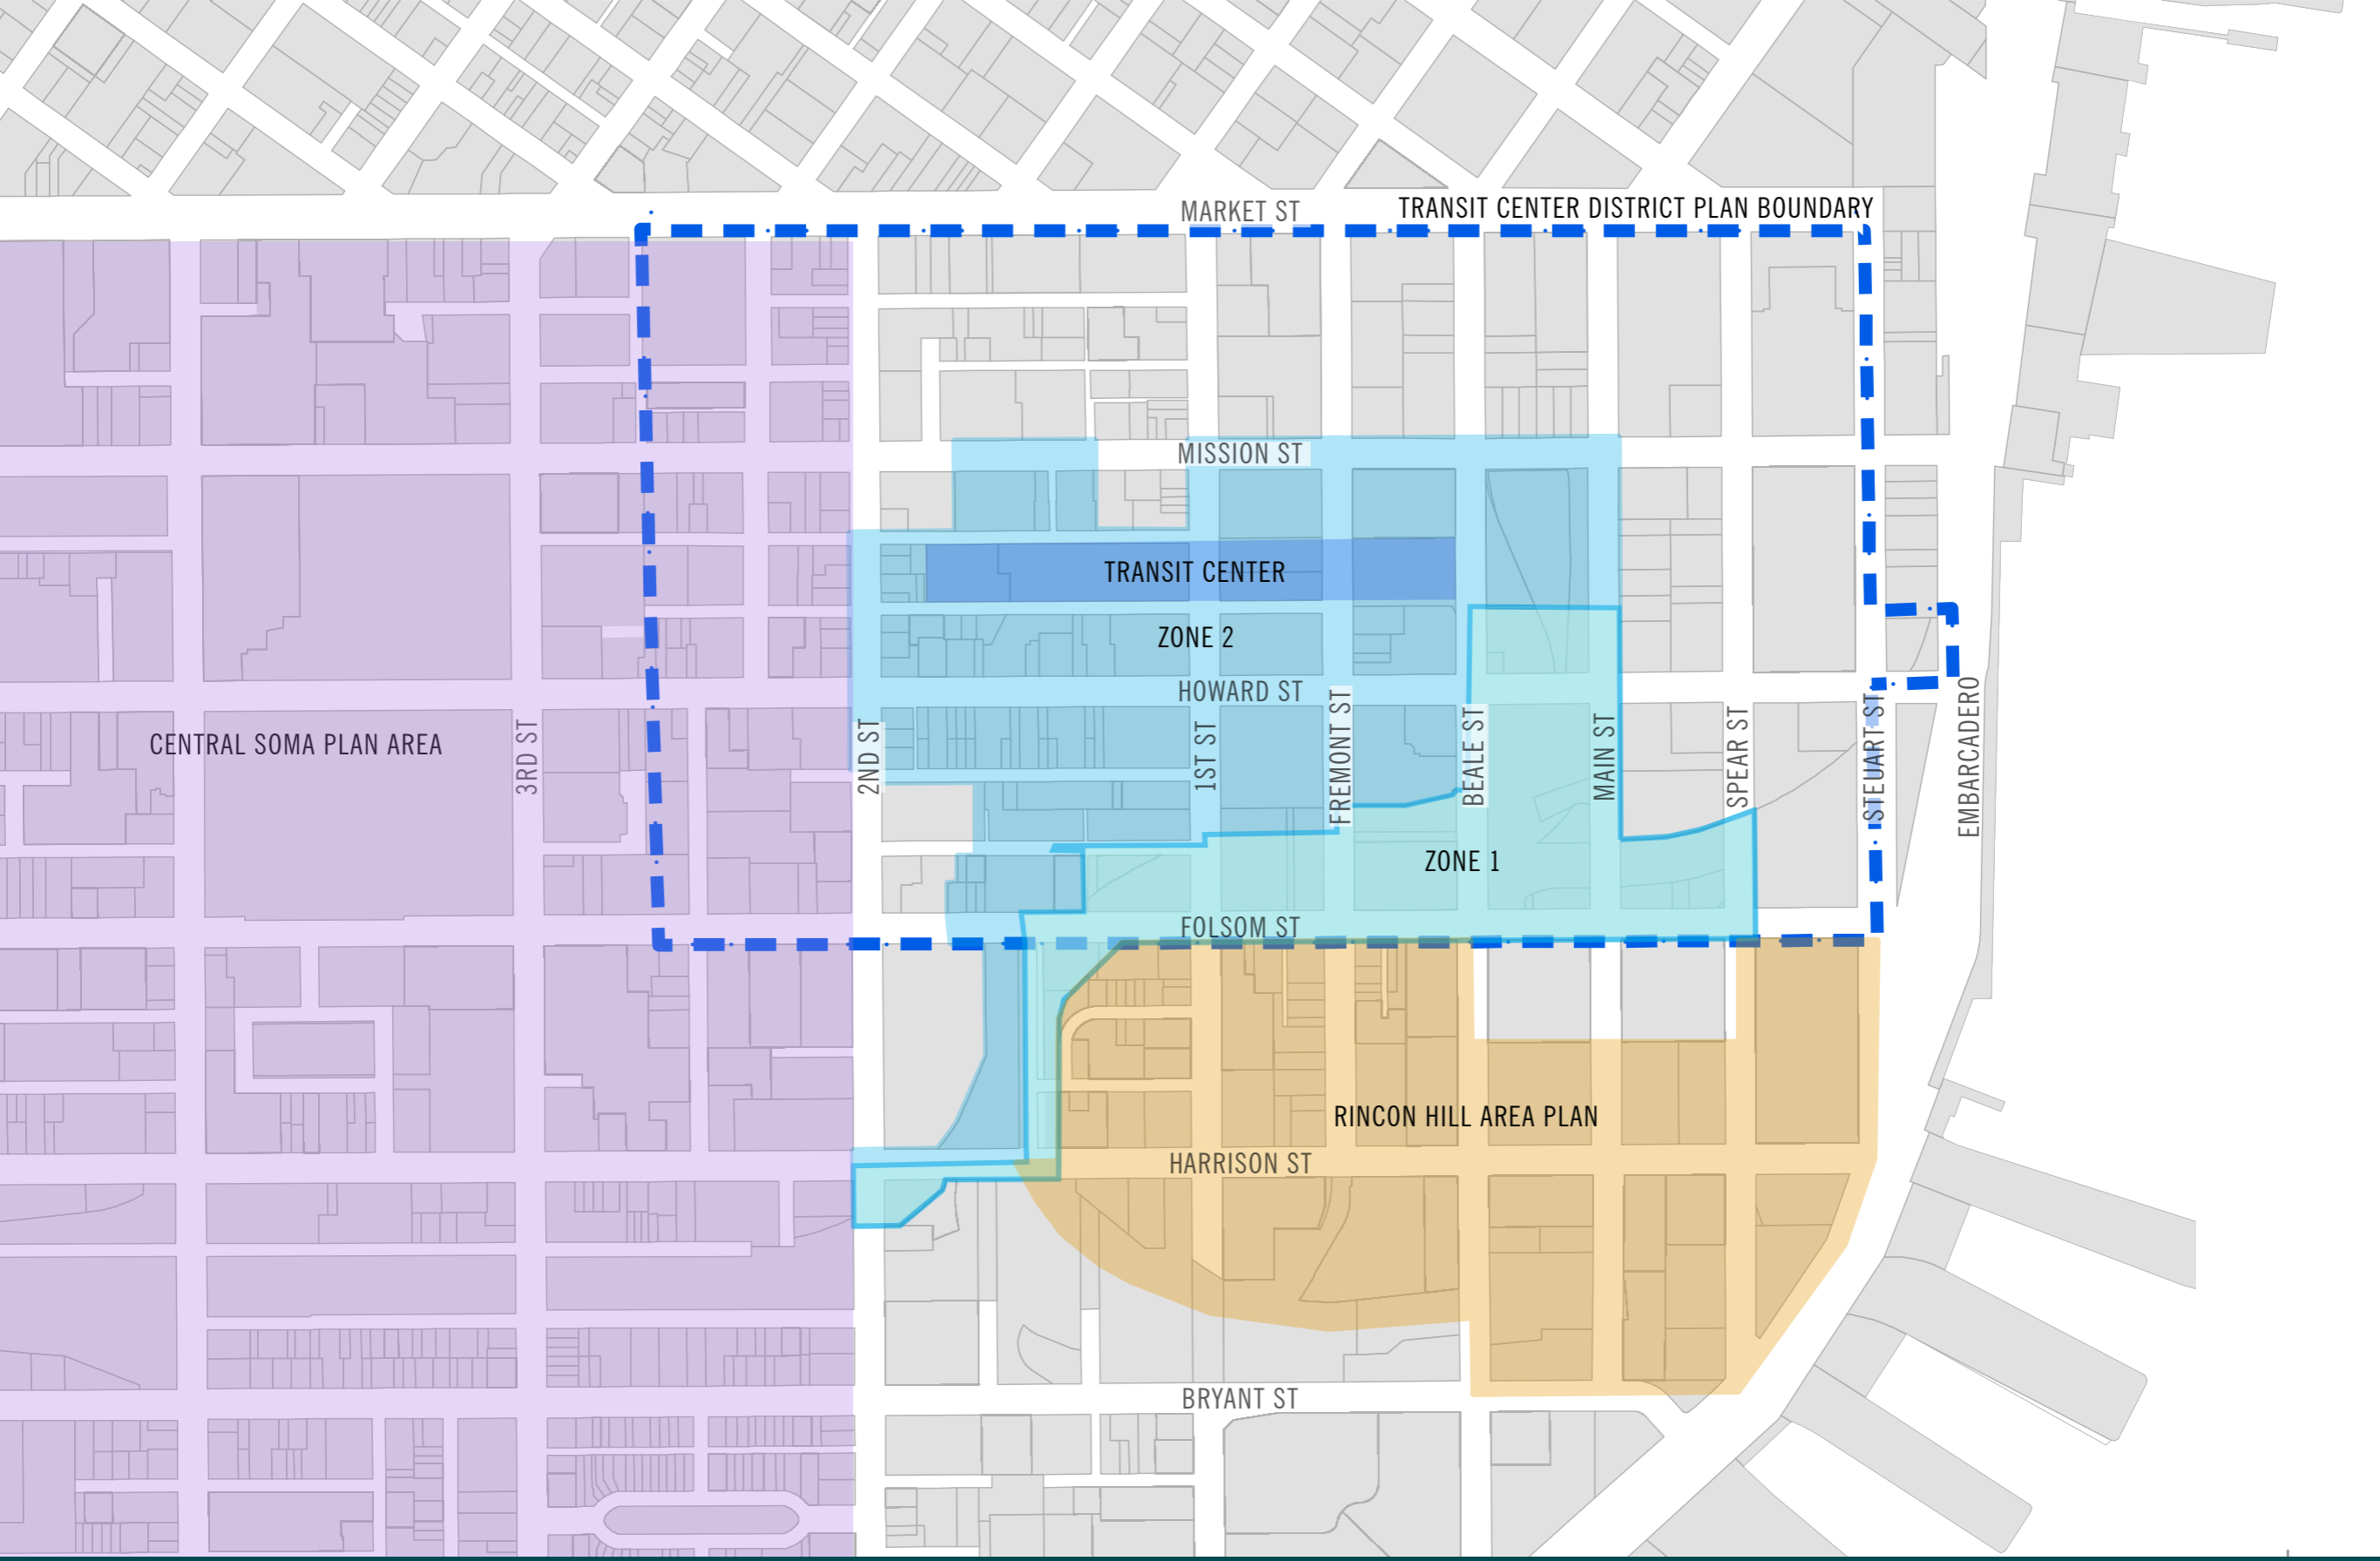 MARKET ST
TRANSIT CENTER DISTRICT PLAN BOUNDARY
MISSION ST
TRANSIT CENTER
ZONE 2
HOWARD ST
CENTRAL SOMA PLAN AREA
3RD ST
2ND ST
1ST ST
FREMONT ST
BEALE ST
MAIN ST
SPEAR ST
STEUART ST
EMBARCADERO
ZONE 1
FOLSOM ST
RINCON HILL AREA PLAN
HARRISON ST
BRYANT ST